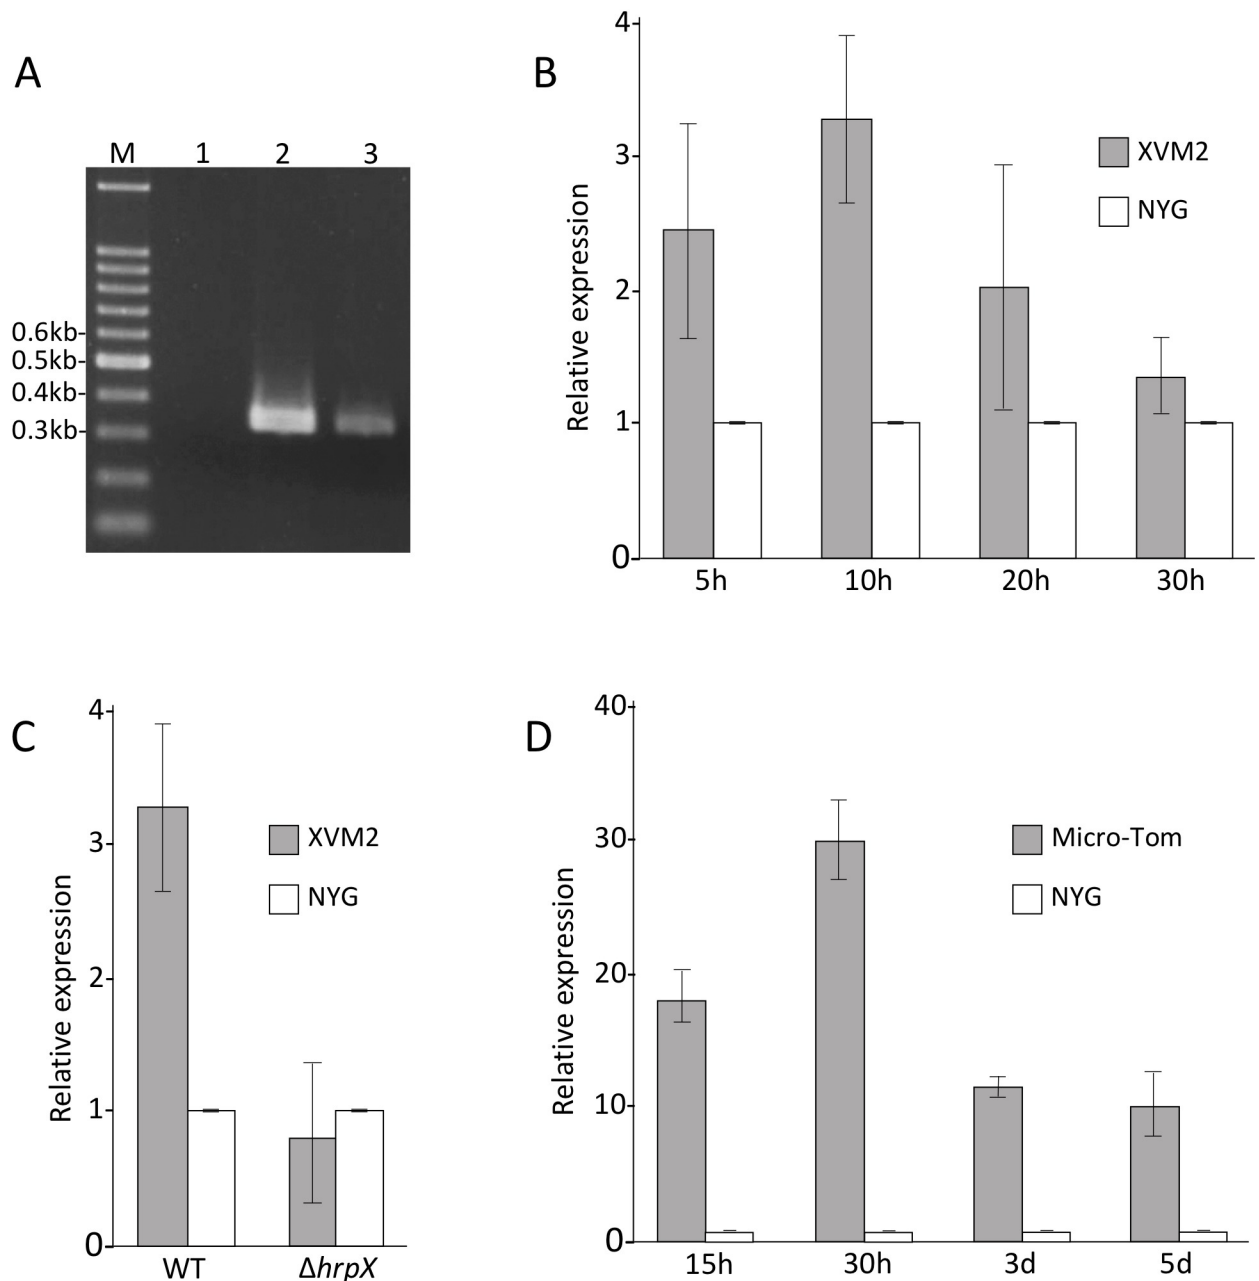 A
M 1 2 3
0.6kb-
0.5kb-
0.4kb-
0.3kb-
B
Relative expression
4
3
2
1
0
XVM2
NYG
5h 10h 20h 30h
C
Relative expression
4
3
2
1
0
XVM2
NYG
WT ΔhrpX
D
Relative expression
40
30
20
10
0
Micro-Tom
NYG
15h 30h 3d 5d